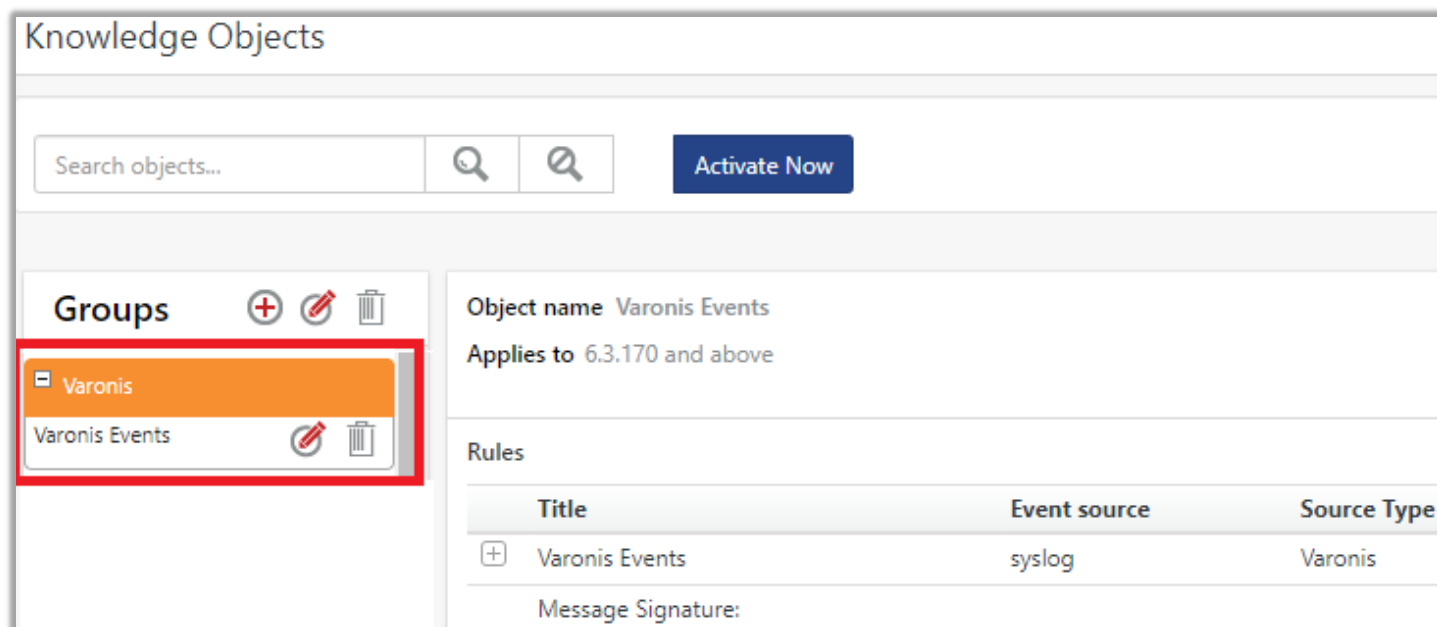 Knowledge Objects
Search objects...
Activate Now
Groups
Varonis
Varonis Events
Object name Varonis Events
Applies to 6.3.170 and above
Rules
Title Event source Source Type
Varonis Events syslog Varonis
Message Signature: